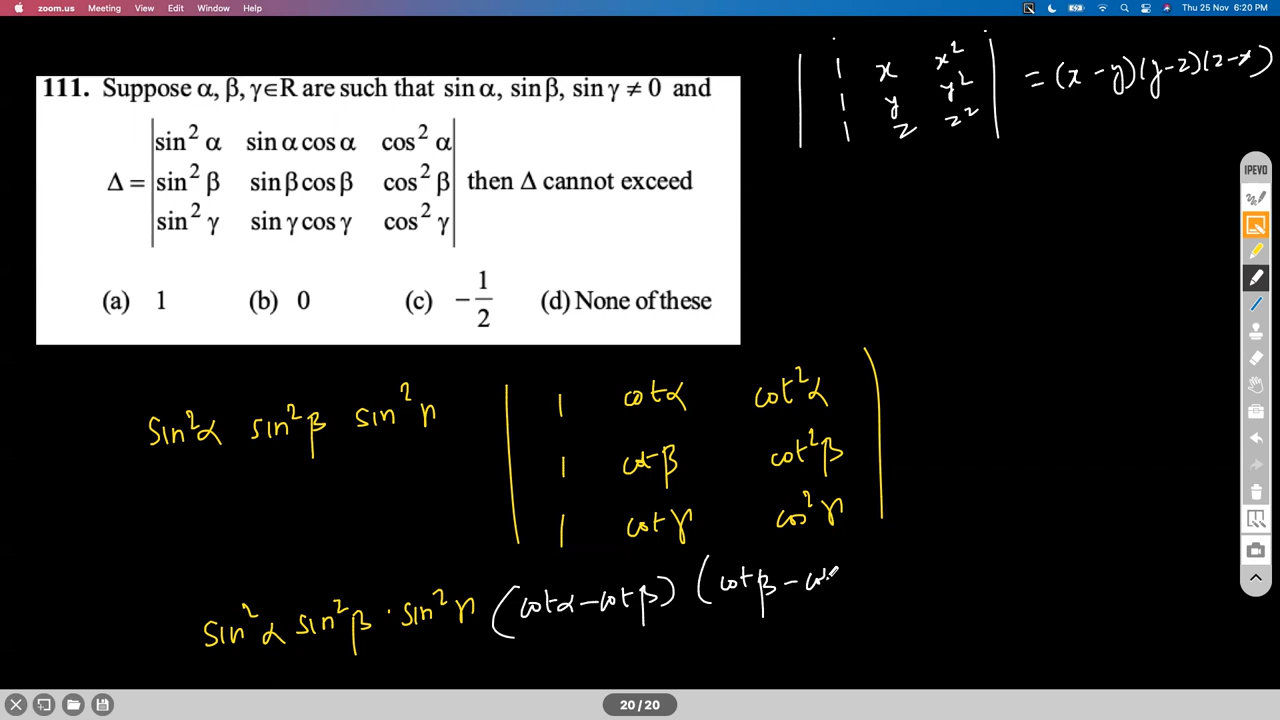 zoom.us Meeting View Edit Window Help Thu 25 Nov 6:20 PM
| 1 x x² |
| 1 y y² | = (x-y)(y-z)(z-x)
| 1 z z² |
111. Suppose α, β, γ∈R are such that sin α, sin β, sin γ ≠ 0 and
|sin² α sin α cos α cos² α|
Δ = |sin² β sin β cos β cos² β| then Δ cannot exceed
|sin² γ sin γ cos γ cos² γ|
(a) 1 (b) 0 (c) -1/2 (d) None of these
IPEVO
| 1 cotα cot²α |
sin²α sin²β sin²γ | 1 cotβ cot²β |
| 1 cotγ cos²γ |
sin²α sin²β · sin²γ (cotα - cotβ) (cotβ - co
20 / 20